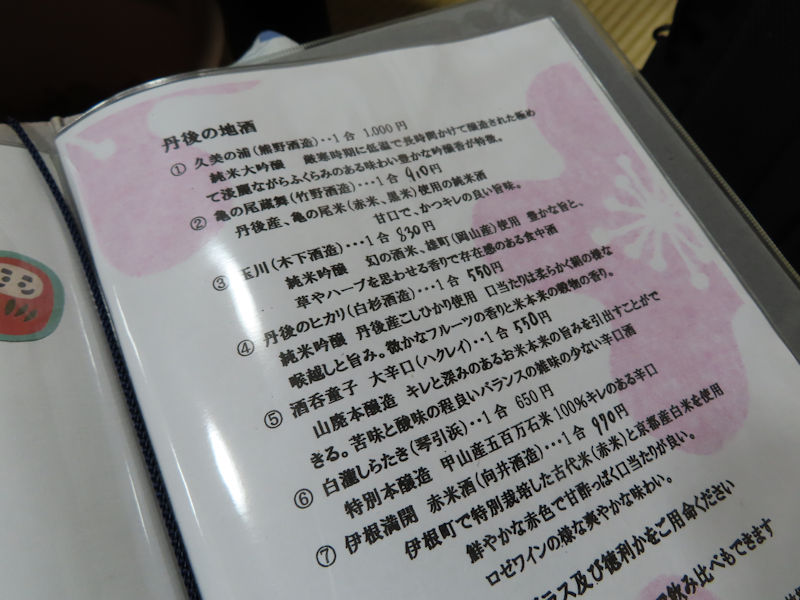 丹後の地酒
① 久美の浦(熊野酒造)・・1合 1,000円
純米大吟醸 厳寒時期に低温で長時間かけて醸造された極め
て淡麗ながらふくらみのある味わい豊かな吟醸香が特徴。
② 亀の尾蔵舞(竹野酒造)・・・1合 910円
丹後産、亀の尾米(赤米、黒米)使用の純米酒
甘口で、かつキレの良い旨味。
③ 玉川(木下酒造)・・・1合 830円
純米吟醸 幻の酒米、雄町(岡山産)使用 豊かな旨と、
草やハーブを思わせる香りで存在感のある食中酒
④ 丹後のヒカリ(白杉酒造)・・・1合 550円
純米吟醸 丹後産こしひかり使用 口当たりは柔らかく絹の様な
喉越しと旨み。微かなフルーツの香りと米本来の穀物の香り。
⑤ 酒呑童子 大辛口(ハクレイ)・・1合 550円
山廃本醸造 キレと深みのあるお米本来の旨みを引出すことがで
きる。苦味と酸味の程良いバランスの雑味の少ない辛口酒
⑥ 白瀧しらたき(琴引浜)・・1合 650円
特別本醸造 甲山産五百万石米100%キレのある辛口
⑦ 伊根満開 赤米酒(向井酒造)・・・1合 990円
伊根町で特別栽培した古代米(赤米)と京都産白米を使用
鮮やかな赤色で甘酸っぱく口当たりが良い。
ロゼワインの様な爽やかな味わい。
ラス及び徳利かをご用命ください
飲み比べもできます